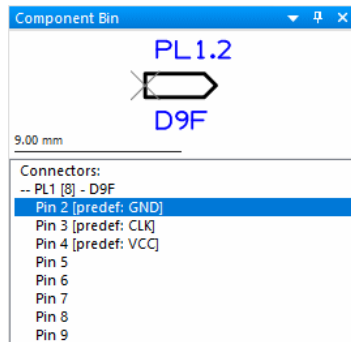 Component Bin
PL1.2
D9F
9.00 mm
Connectors:
-- PL1 [8] - D9F
Pin 2 [predef: GND]
Pin 3 [predef: CLK]
Pin 4 [predef: VCC]
Pin 5
Pin 6
Pin 7
Pin 8
Pin 9